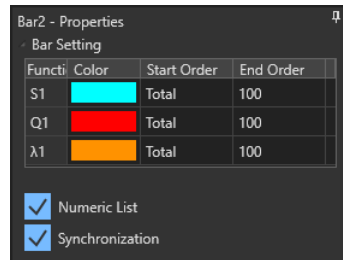 Bar2 - Properties
Bar Setting
Functi Color Start Order End Order
S1 Total 100
Q1 Total 100
λ1 Total 100
Numeric List
Synchronization